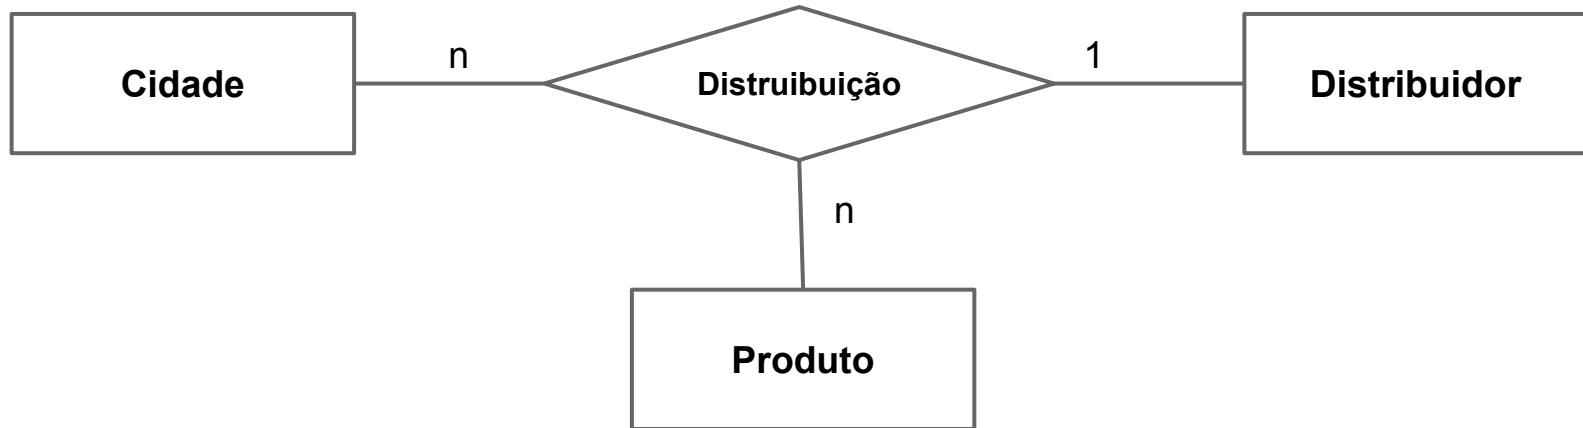 Cidade
n
Distruibuição
1
Distribuidor
n
Produto